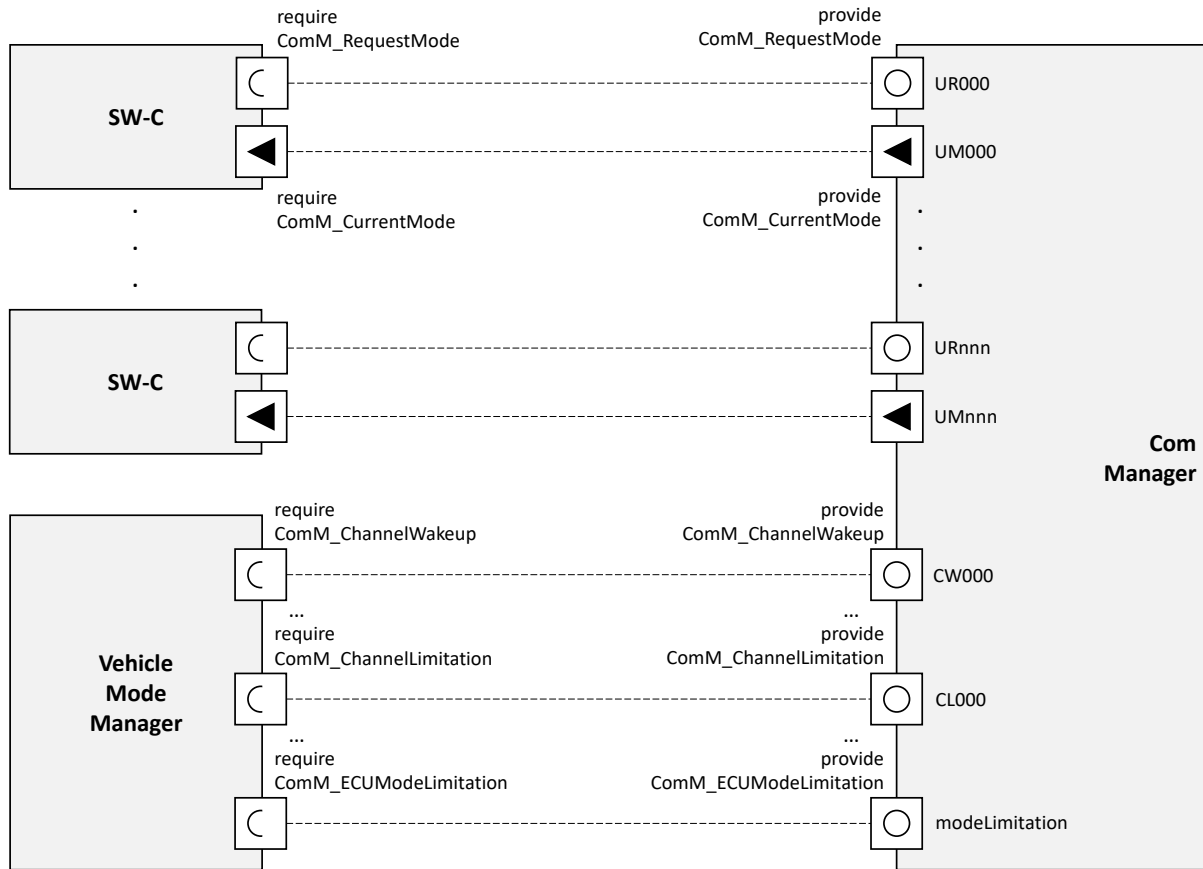 require
ComM_RequestMode
provide
ComM_RequestMode
SW-C
UR000
UM000
require
ComM_CurrentMode
provide
ComM_CurrentMode
.
.
.
.
.
.
SW-C
URnnn
UMnnn
Com
Manager
require
ComM_ChannelWakeup
provide
ComM_ChannelWakeup
CW000
...
...
require
ComM_ChannelLimitation
provide
ComM_ChannelLimitation
Vehicle
Mode
Manager
CL000
...
...
require
ComM_ECUModeLimitation
provide
ComM_ECUModeLimitation
modeLimitation